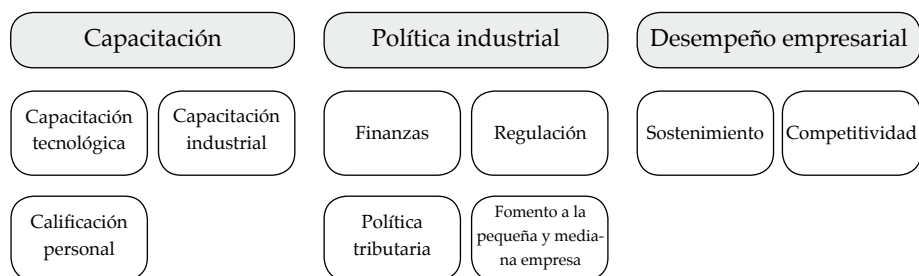 Capacitación
Política industrial
Desempeño empresarial
Capacitación
tecnológica
Capacitación
industrial
Finanzas
Regulación
Sostenimiento
Competitividad
Calificación
personal
Política
tributaria
Fomento a la
pequeña y media-
na empresa